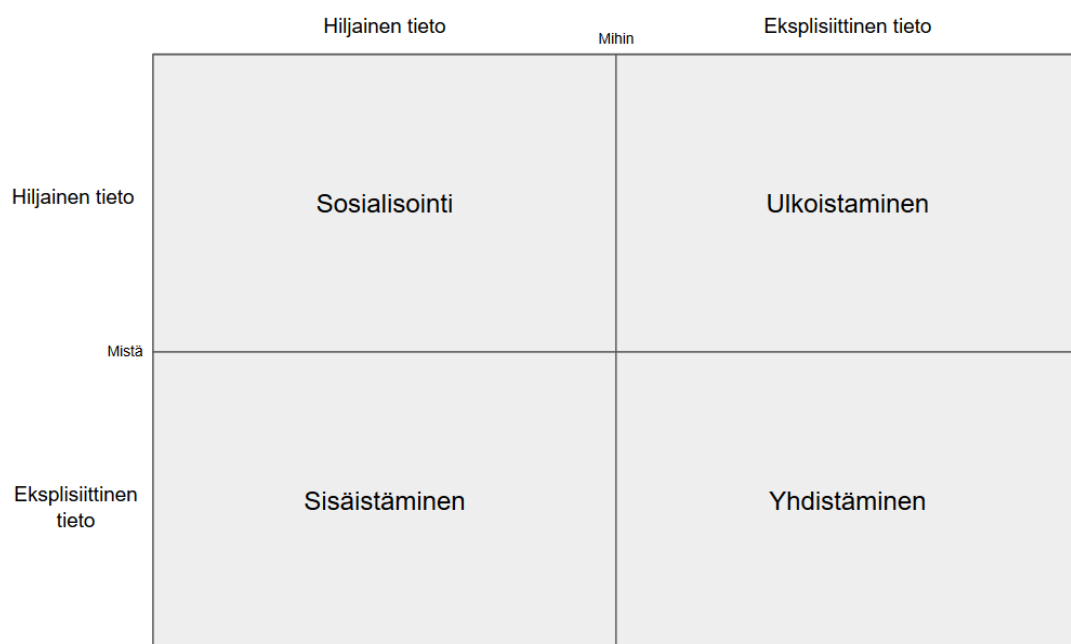 Hiljainen tieto
Mihin
Eksplisiittinen tieto
Hiljainen tieto
Sosialisointi
Ulkoistaminen
Mistä
Eksplisiittinen
tieto
Sisäistäminen
Yhdistäminen